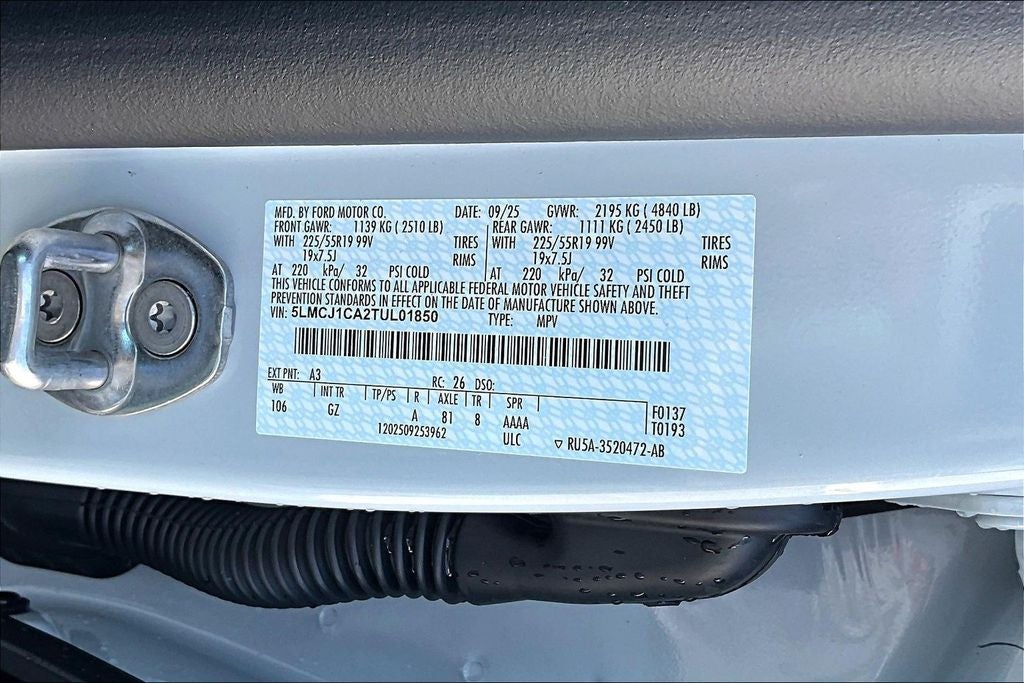 MFD. BY FORD MOTOR CO. DATE: 09/25 GVWR: 2195 KG ( 4840 LB)
FRONT GAWR: 1139 KG ( 2510 LB) REAR GAWR: 1111 KG ( 2450 LB)
WITH 225/55R19 99V TIRES WITH 225/55R19 99V TIRES
19x7.5J RIMS 19x7.5J RIMS
AT 220 kPa/ 32 PSI COLD AT 220 kPa/ 32 PSI COLD
THIS VEHICLE CONFORMS TO ALL APPLICABLE FEDERAL MOTOR VEHICLE SAFETY AND THEFT
PREVENTION STANDARDS IN EFFECT ON THE DATE OF MANUFACTURE SHOWN ABOVE.
VIN: 5LMCJ1CA2TUL01850 TYPE: MPV
EXT PNT: A3 RC: 26 DSO:
WB INT TR TP/PS R AXLE TR SPR F0137
106 GZ A 81 8 AAAA T0193
1202509253962 ULC ▽ RU5A-3520472-AB